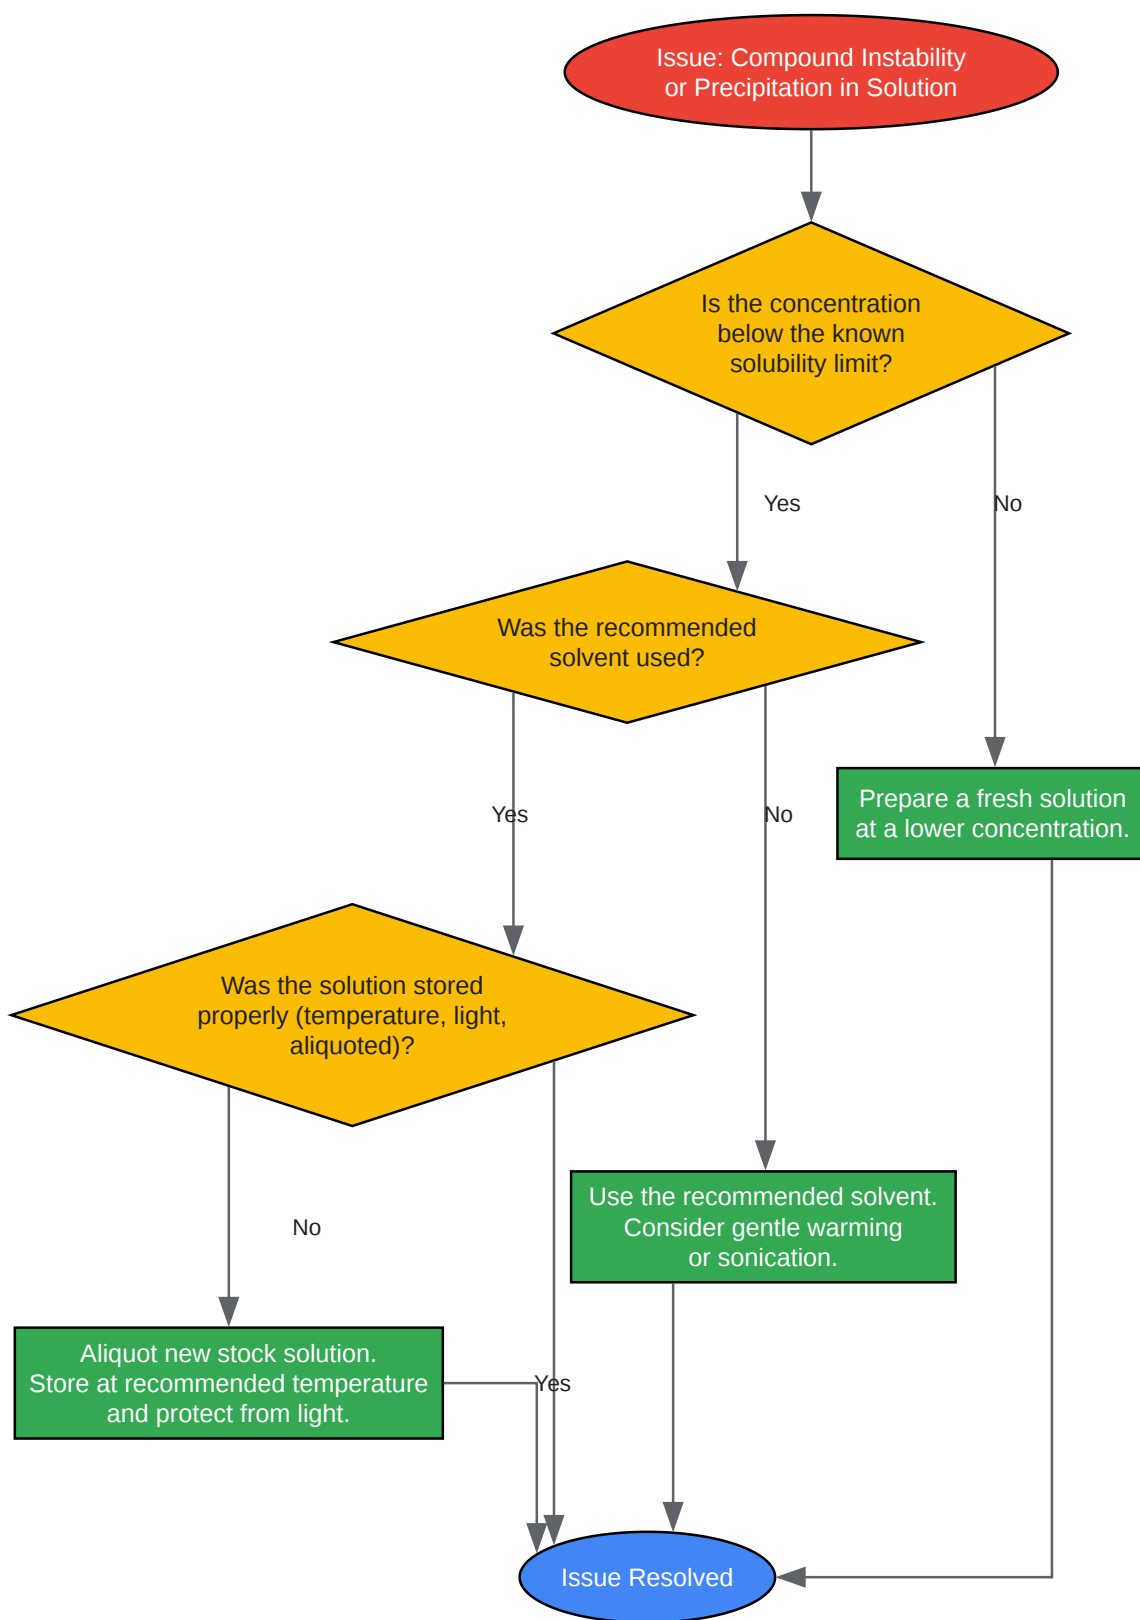 Issue: Compound Instability
or Precipitation in Solution
Is the concentration
below the known
solubility limit?
Yes
No
Was the recommended
solvent used?
Prepare a fresh solution
at a lower concentration.
Yes
No
Was the solution stored
properly (temperature, light,
aliquoted)?
Use the recommended solvent.
Consider gentle warming
or sonication.
No
Aliquot new stock solution.
Store at recommended temperature
and protect from light.
Yes
Issue Resolved